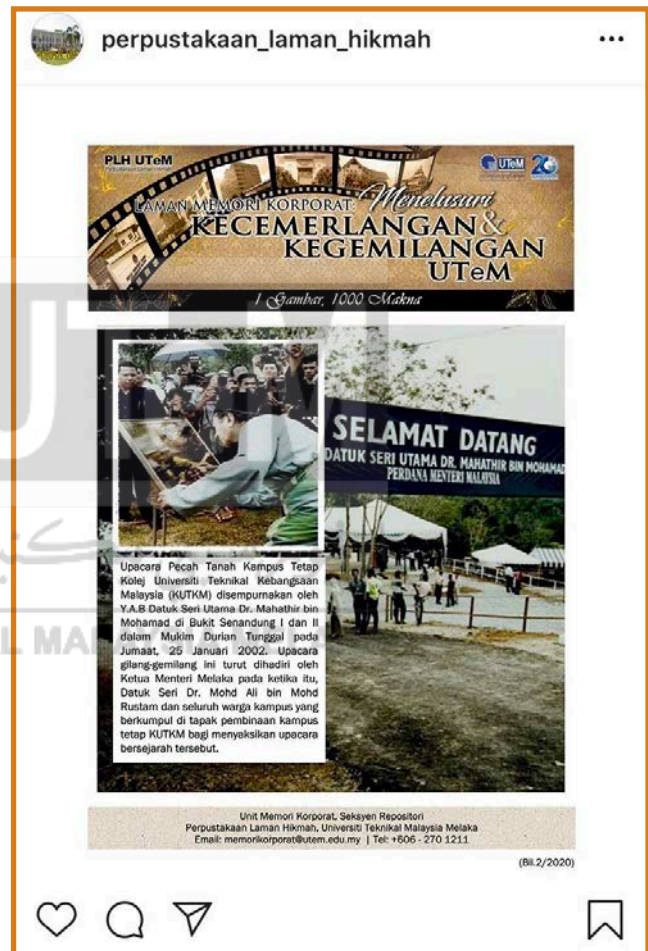 perpustakaan_laman_hikmah
PLH UTeM
Perpustakaan Laman Hikmah
UTeM 20
LAMAN MEMORI KORPORAT: Menelusuri
KECEMERLANGAN &
KEGEMILANGAN
UTeM
1 Gambar, 1000 Makna
SELAMAT DATANG
DATUK SERI UTAMA DR. MAHATHIR BIN MOHAMAD
PERDANA MENTERI MALAYSIA
Upacara Pecah Tanah Kampus Tetap
Kolej Universiti Teknikal Kebangsaan
Malaysia (KUTKM) disempurnakan oleh
Y.A.B Datuk Seri Utama Dr. Mahathir bin
Mohamad di Bukit Senandung I dan II
dalam Mukim Durian Tunggal pada
Jumaat, 25 Januari 2002. Upacara
gilang-gemilang ini turut dihadiri oleh
Ketua Menteri Melaka pada ketika itu,
Datuk Seri Dr. Mohd Ali bin Mohd
Rustam dan seluruh warga kampus yang
berkumpul di tapak pembinaan kampus
tetap KUTKM bagi menyaksikan upacara
bersejarah tersebut.
Unit Memori Korporat, Seksyen Repositori
Perpustakaan Laman Hikmah, Universiti Teknikal Malaysia Melaka
Email: memorikorporat@utem.edu.my | Tel: +606 - 270 1211
(Bil.2/2020)